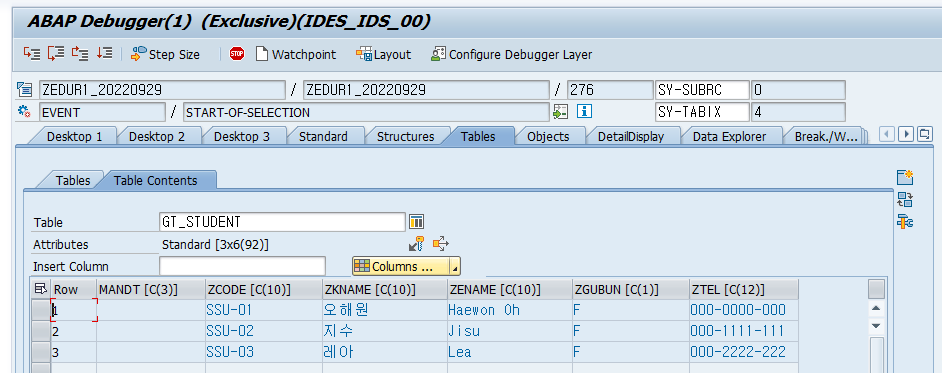 ABAP Debugger(1) (Exclusive)(IDES_IDS_00)
Step Size STOP Watchpoint Layout Configure Debugger Layer
ZEDUR1_20220929 / ZEDUR1_20220929 / 276 SY-SUBRC 0
EVENT / START-OF-SELECTION SY-TABIX 4
Desktop 1 Desktop 2 Desktop 3 Standard Structures Tables Objects DetailDisplay Data Explorer Break./W...
Tables Table Contents
Table GT_STUDENT
Attributes Standard [3x6(92)]
Insert Column Columns ...
Row MANDT [C(3)] ZCODE [C(10)] ZKNAME [C(10)] ZENAME [C(10)] ZGUBUN [C(1)] ZTEL [C(12)]
1 SSU-01 오해원 Haewon Oh F 000-0000-000
2 SSU-02 지수 Jisu F 000-1111-111
3 SSU-03 레아 Lea F 000-2222-222